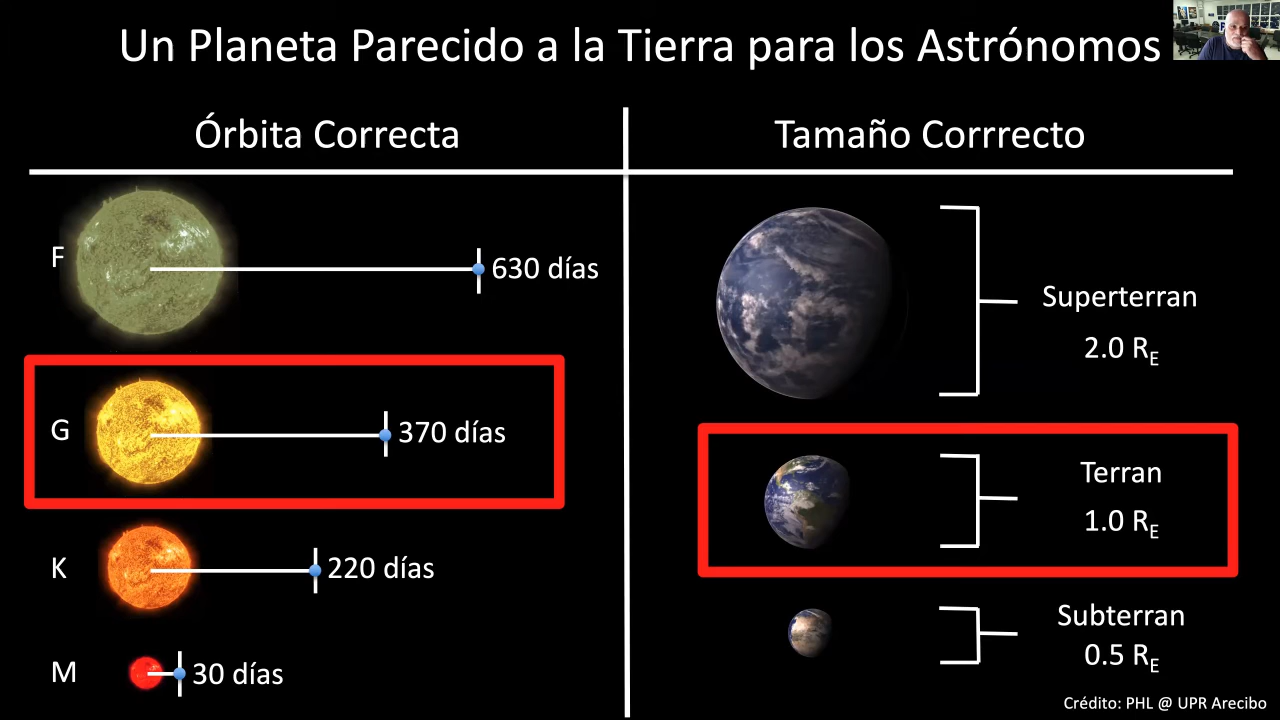 Un Planeta Parecido a la Tierra para los Astrónomos
Órbita Correcta
F
630 días
G
370 días
K
220 días
M
30 días
Tamaño Corrrecto
Superterran
2.0 RE
Terran
1.0 RE
Subterran
0.5 RE
Crédito: PHL @ UPR Arecibo